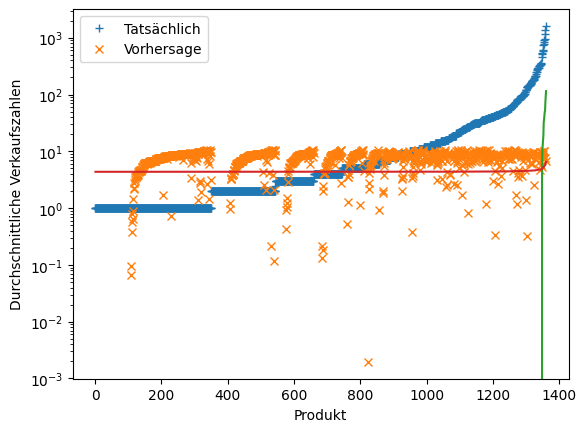 Tatsächlich
Vorhersage
Durchschnittliche Verkaufszahlen
10³
10²
10¹
10⁰
10⁻¹
10⁻²
10⁻³
0 200 400 600 800 1000 1200 1400
Produkt